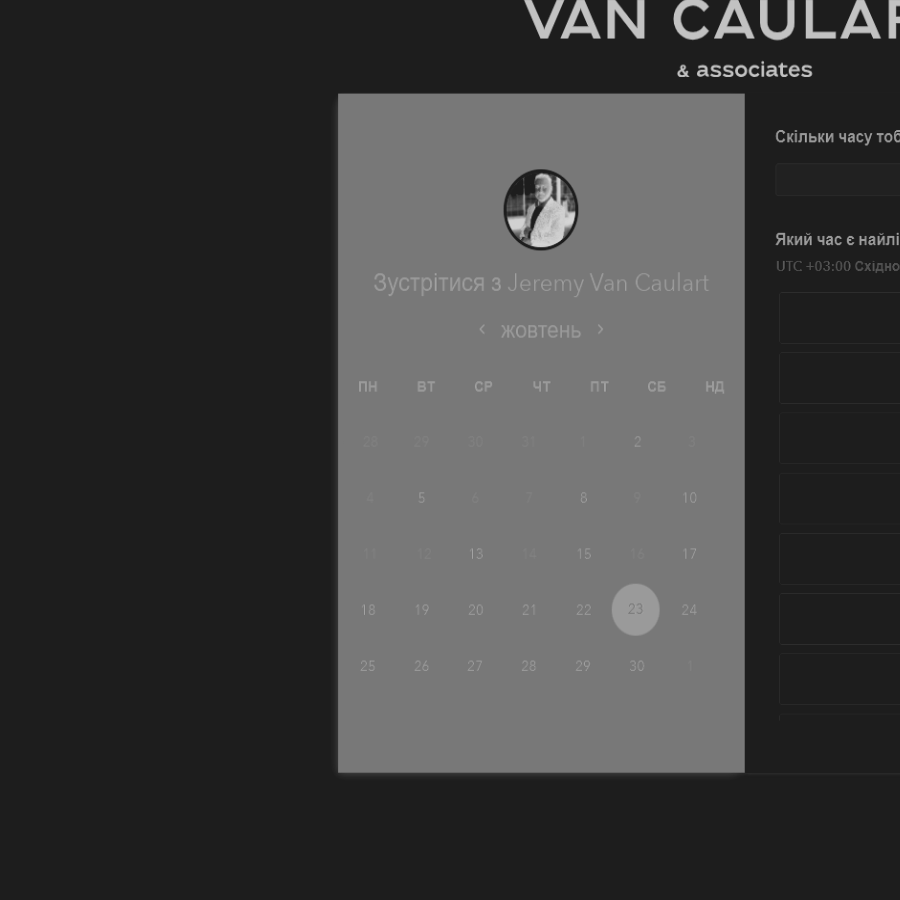 VAN CAULAR
& associates
Зустрітися з Jeremy Van Caulart
‹ жовтень ›
ПН ВТ СР ЧТ ПТ СБ НД
28 29 30 31 1 2 3
4 5 6 7 8 9 10
11 12 13 14 15 16 17
18 19 20 21 22 23 24
25 26 27 28 29 30 1
Скільки часу тоб
Який час є найлі
UTC +03:00 Східно